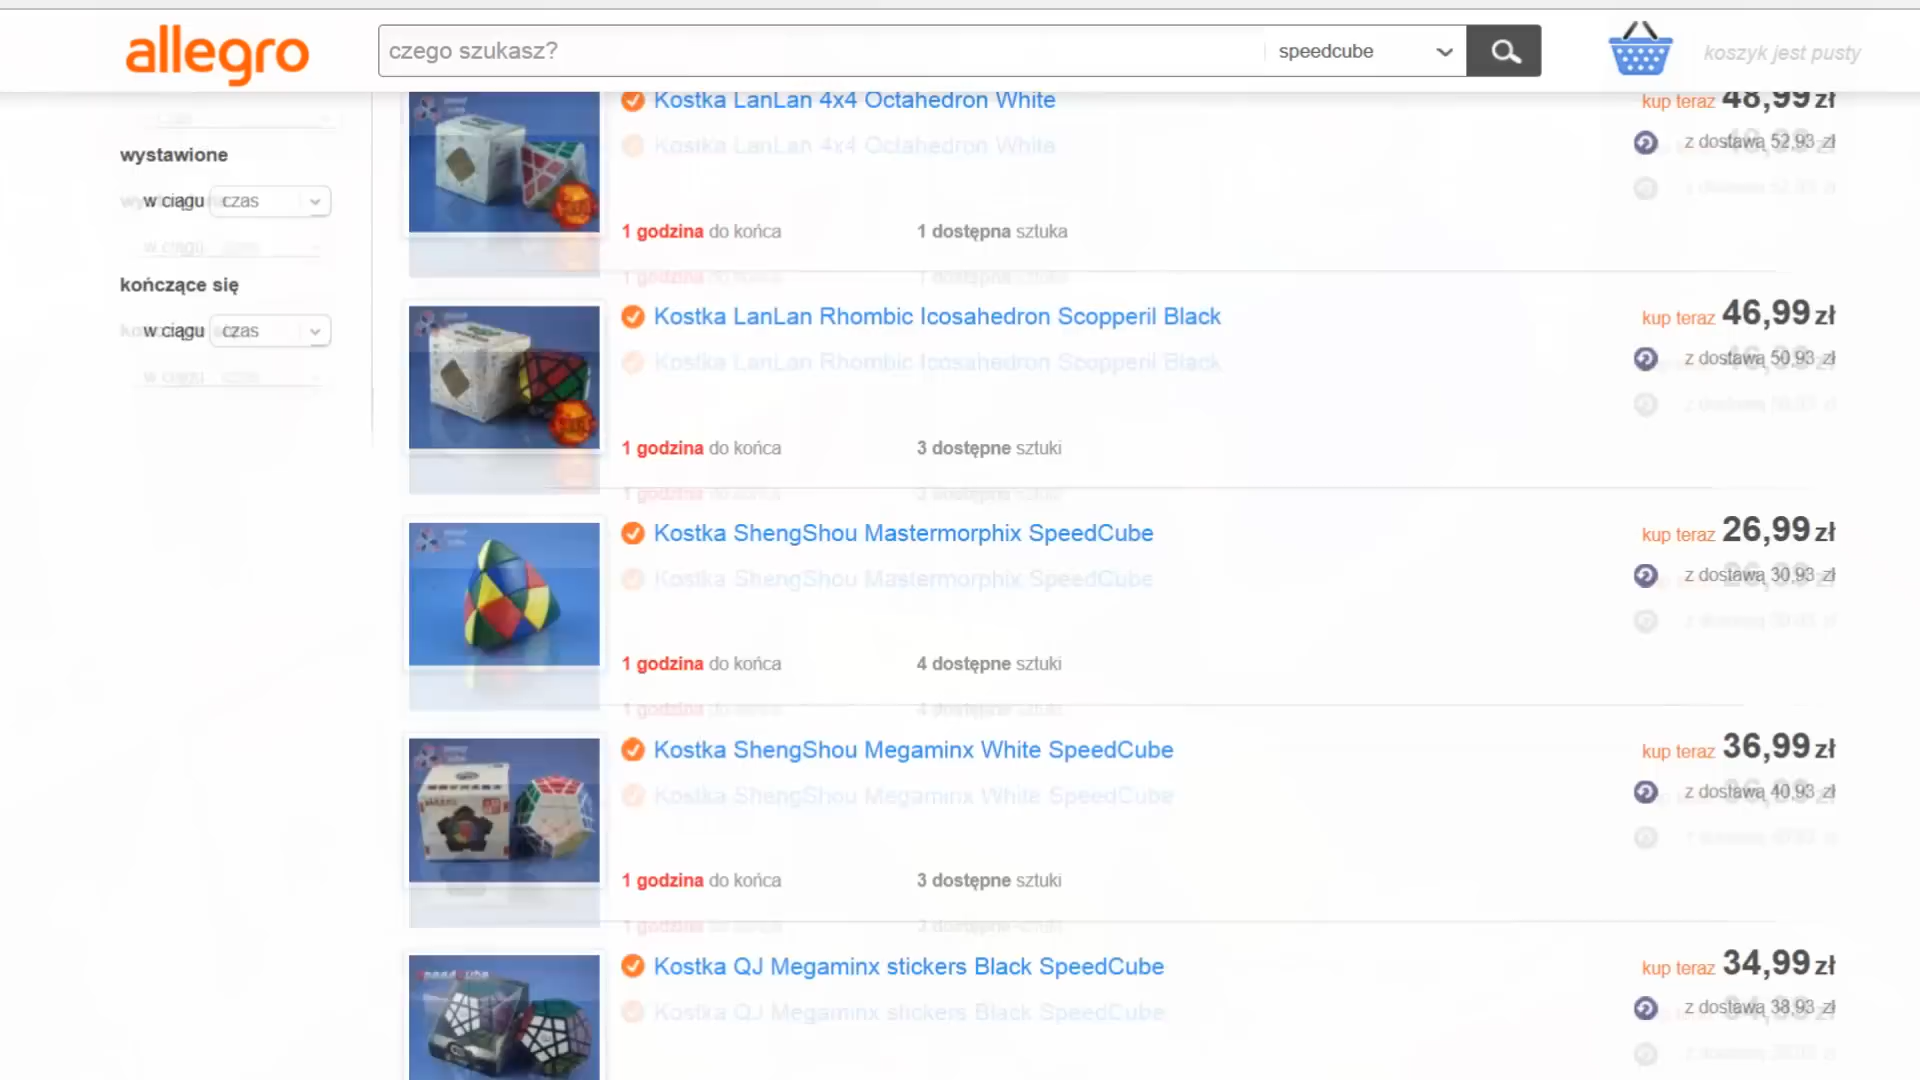 allegro
czego szukasz?
speedcube
koszyk jest pusty
wystawione
w ciągu czas
kończące się
w ciągu czas
Kostka LanLan 4x4 Octahedron White
kup teraz 48,99 zł
z dostawą 52,93 zł
1 godzina do końca
1 dostępna sztuka
Kostka LanLan Rhombic Icosahedron Scopperil Black
kup teraz 46,99 zł
z dostawą 50,93 zł
1 godzina do końca
3 dostępne sztuki
Kostka ShengShou Mastermorphix SpeedCube
kup teraz 26,99 zł
z dostawą 30,93 zł
1 godzina do końca
4 dostępne sztuki
Kostka ShengShou Megaminx White SpeedCube
kup teraz 36,99 zł
z dostawą 40,93 zł
1 godzina do końca
3 dostępne sztuki
Kostka QJ Megaminx stickers Black SpeedCube
kup teraz 34,99 zł
z dostawą 38,93 zł